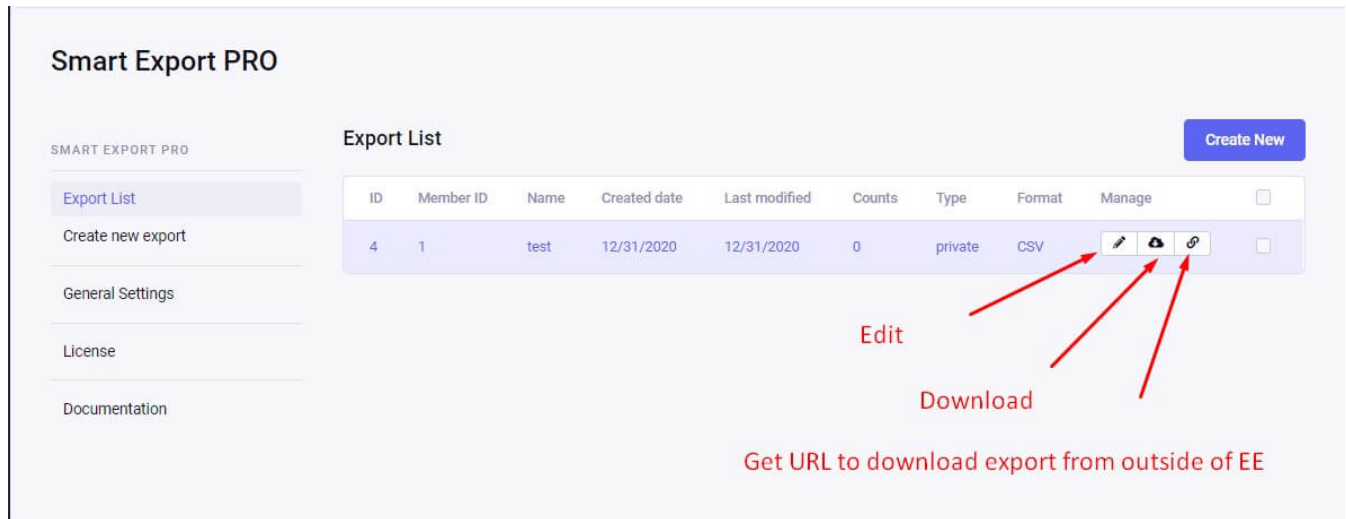 Smart Export PRO
SMART EXPORT PRO
Export List
Create new export
General Settings
License
Documentation
Export List
Create New
ID Member ID Name Created date Last modified Counts Type Format Manage
4 1 test 12/31/2020 12/31/2020 0 private CSV
Edit
Download
Get URL to download export from outside of EE